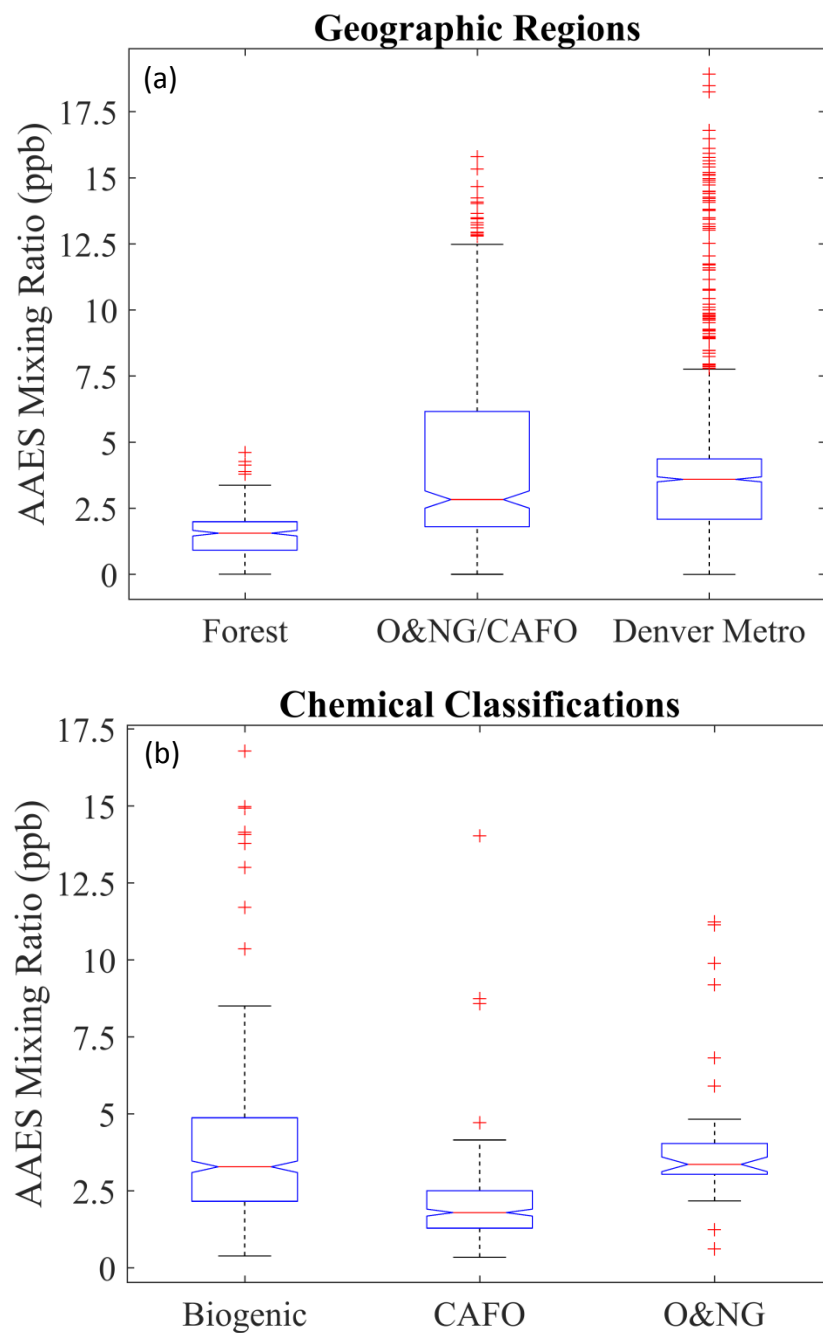 Geographic Regions
(a)
AAES Mixing Ratio (ppb)
17.5
15
12.5
10
7.5
5
2.5
0
Forest O&NG/CAFO Denver Metro
Chemical Classifications
(b)
AAES Mixing Ratio (ppb)
17.5
15
12.5
10
7.5
5
2.5
0
Biogenic CAFO O&NG